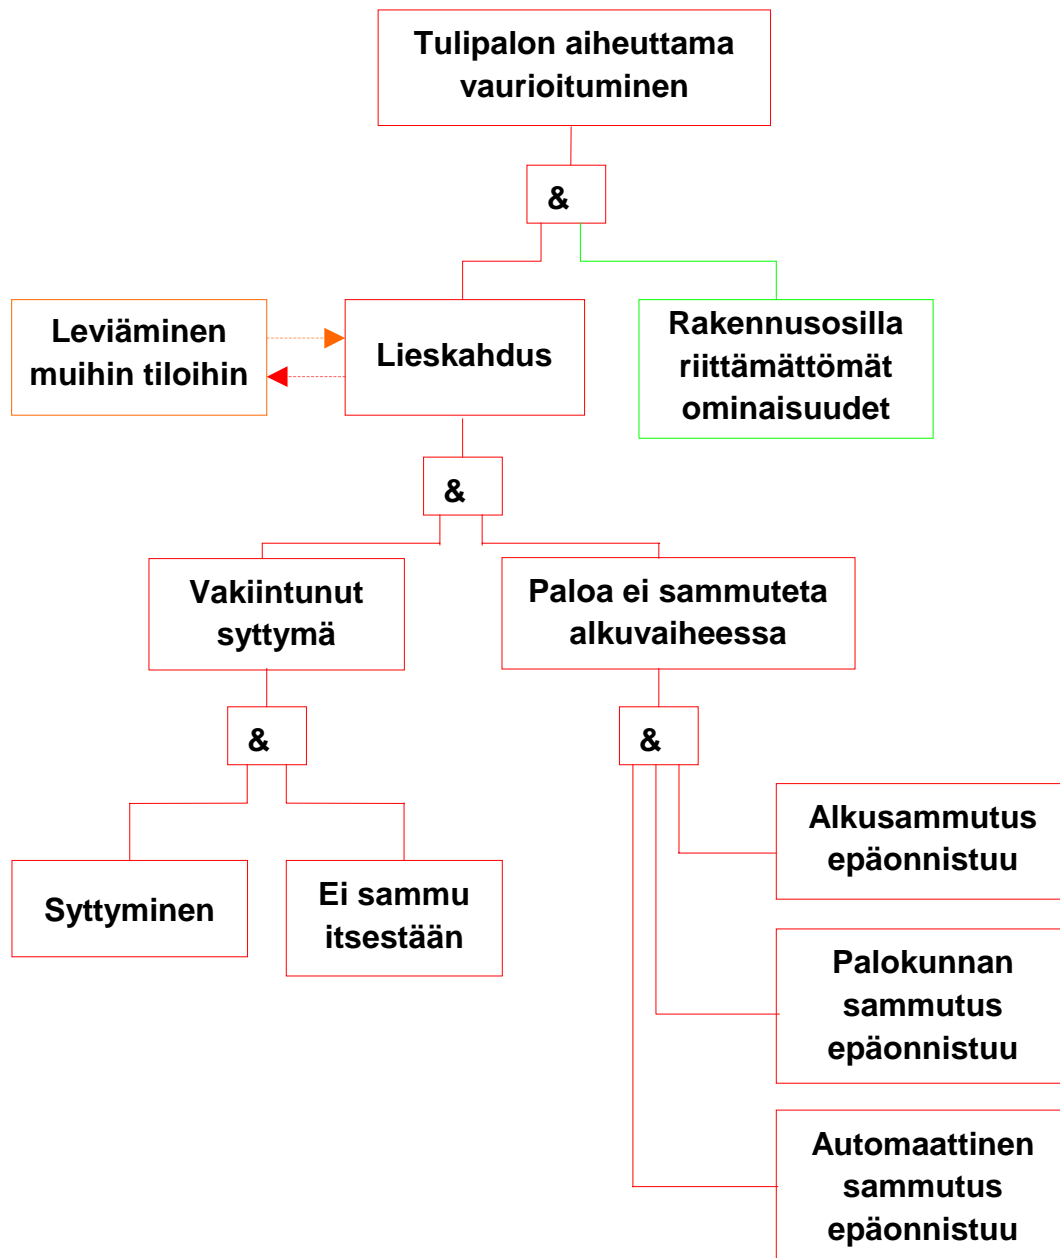 Tulipalon aiheuttama
vaurioituminen
&
Leviäminen
muihin tiloihin
Lieskahdus
Rakennusosilla
riittämättömät
ominaisuudet
&
Vakiintunut
syttymä
Paloa ei sammuteta
alkuvaiheessa
&
&
Syttyminen
Ei sammu
itsestään
Alkusammutus
epäonnistuu
Palokunnan
sammutus
epäonnistuu
Automaattinen
sammutus
epäonnistuu